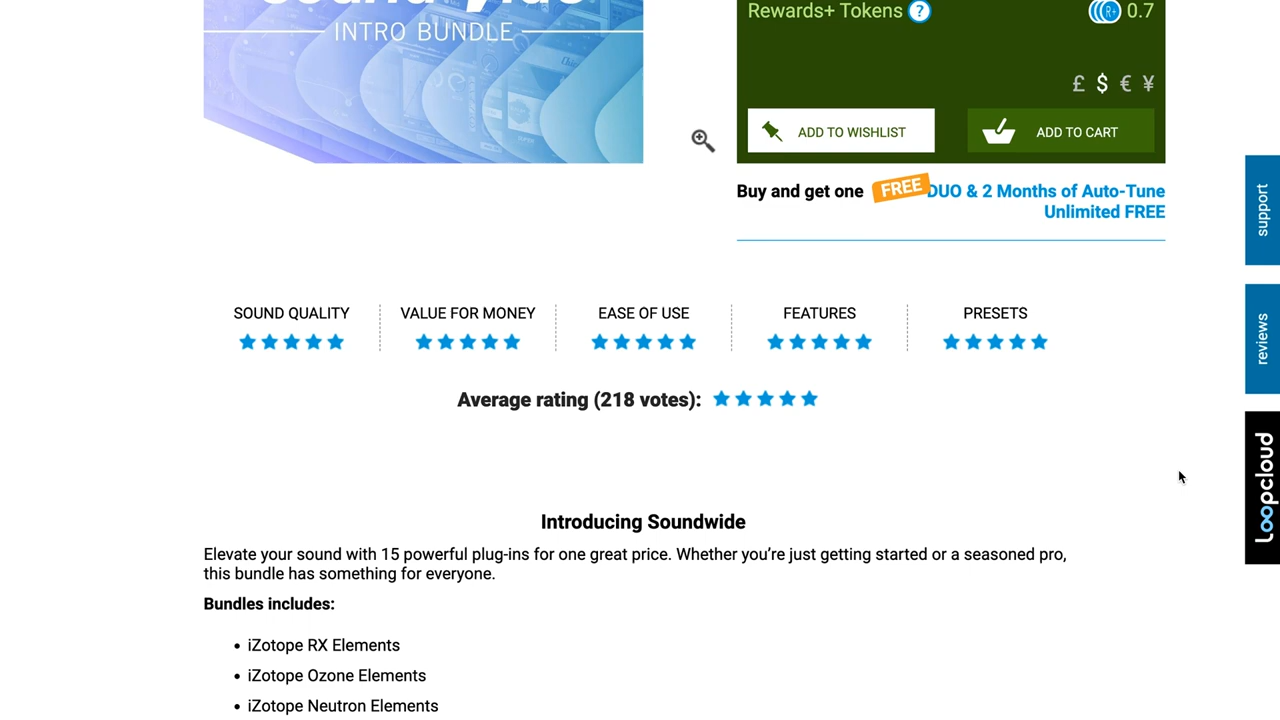 INTRO BUNDLE
Rewards+ Tokens ?
R+ 0.7
£ $ € ¥
ADD TO WISHLIST
ADD TO CART
Buy and get one FREE DUO & 2 Months of Auto-Tune
Unlimited FREE
SOUND QUALITY
VALUE FOR MONEY
EASE OF USE
FEATURES
PRESETS
Average rating (218 votes):
Introducing Soundwide
Elevate your sound with 15 powerful plug-ins for one great price. Whether you’re just getting started or a seasoned pro,
this bundle has something for everyone.
Bundles includes:
• iZotope RX Elements
• iZotope Ozone Elements
• iZotope Neutron Elements
support
reviews
Loopcloud